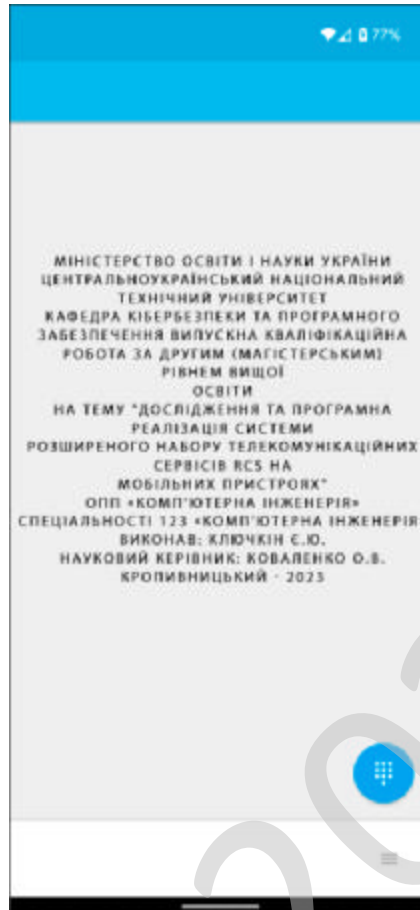 77%
МІНІСТЕРСТВО ОСВІТИ І НАУКИ УКРАЇНИ
ЦЕНТРАЛЬНОУКРАЇНСЬКИЙ НАЦІОНАЛЬНИЙ
ТЕХНІЧНИЙ УНІВЕРСИТЕТ
КАФЕДРА КІБЕРБЕЗПЕКИ ТА ПРОГРАМНОГО
ЗАБЕЗПЕЧЕННЯ ВИПУСКНА КВАЛІФІКАЦІЙНА
РОБОТА ЗА ДРУГИМ (МАГІСТЕРСЬКИМ)
РІВНЕМ ВИЩОЇ
ОСВІТИ
НА ТЕМУ "ДОСЛІДЖЕННЯ ТА ПРОГРАМНА
РЕАЛІЗАЦІЯ СИСТЕМИ
РОЗШИРЕНОГО НАБОРУ ТЕЛЕКОМУНІКАЦІЙНИХ
СЕРВІСІВ RCS НА
МОБІЛЬНИХ ПРИСТРОЯХ"
ОПП «КОМП'ЮТЕРНА ІНЖЕНЕРІЯ»
СПЕЦІАЛЬНОСТІ 123 «КОМП'ЮТЕРНА ІНЖЕНЕРІЯ
ВИКОНАВ: КЛЮЧКІН Є.Ю.
НАУКОВИЙ КЕРІВНИК: КОВАЛЕНКО О.В.
КРОПИВНИЦЬКИЙ - 2023